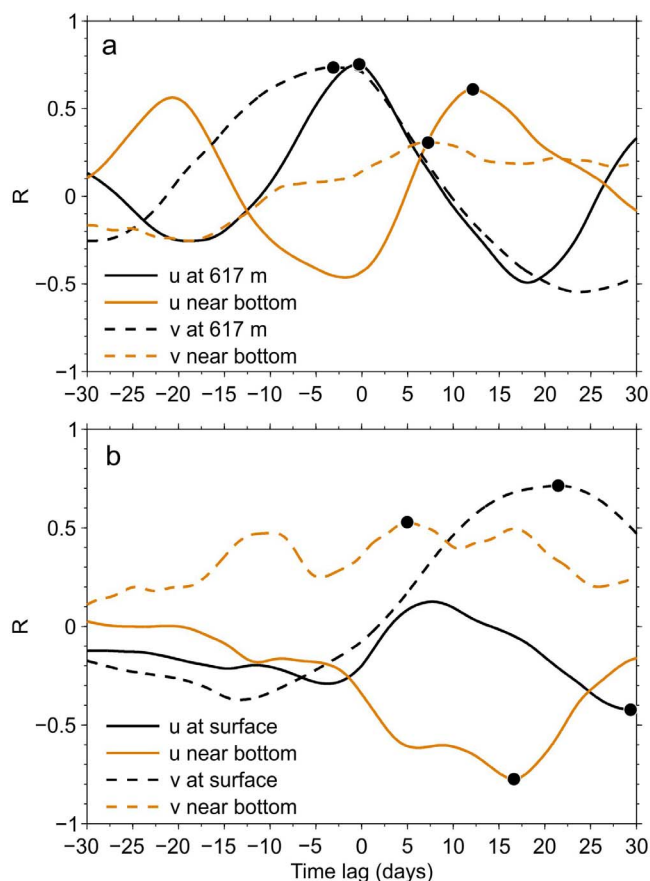 a
1
0.5
0
−0.5
−1
R
u at 617 m
u near bottom
v at 617 m
v near bottom
−30 −25 −20 −15 −10 −5 0 5 10 15 20 25 30
b
1
0.5
0
−0.5
−1
R
u at surface
u near bottom
v at surface
v near bottom
−30 −25 −20 −15 −10 −5 0 5 10 15 20 25 30
Time lag (days)